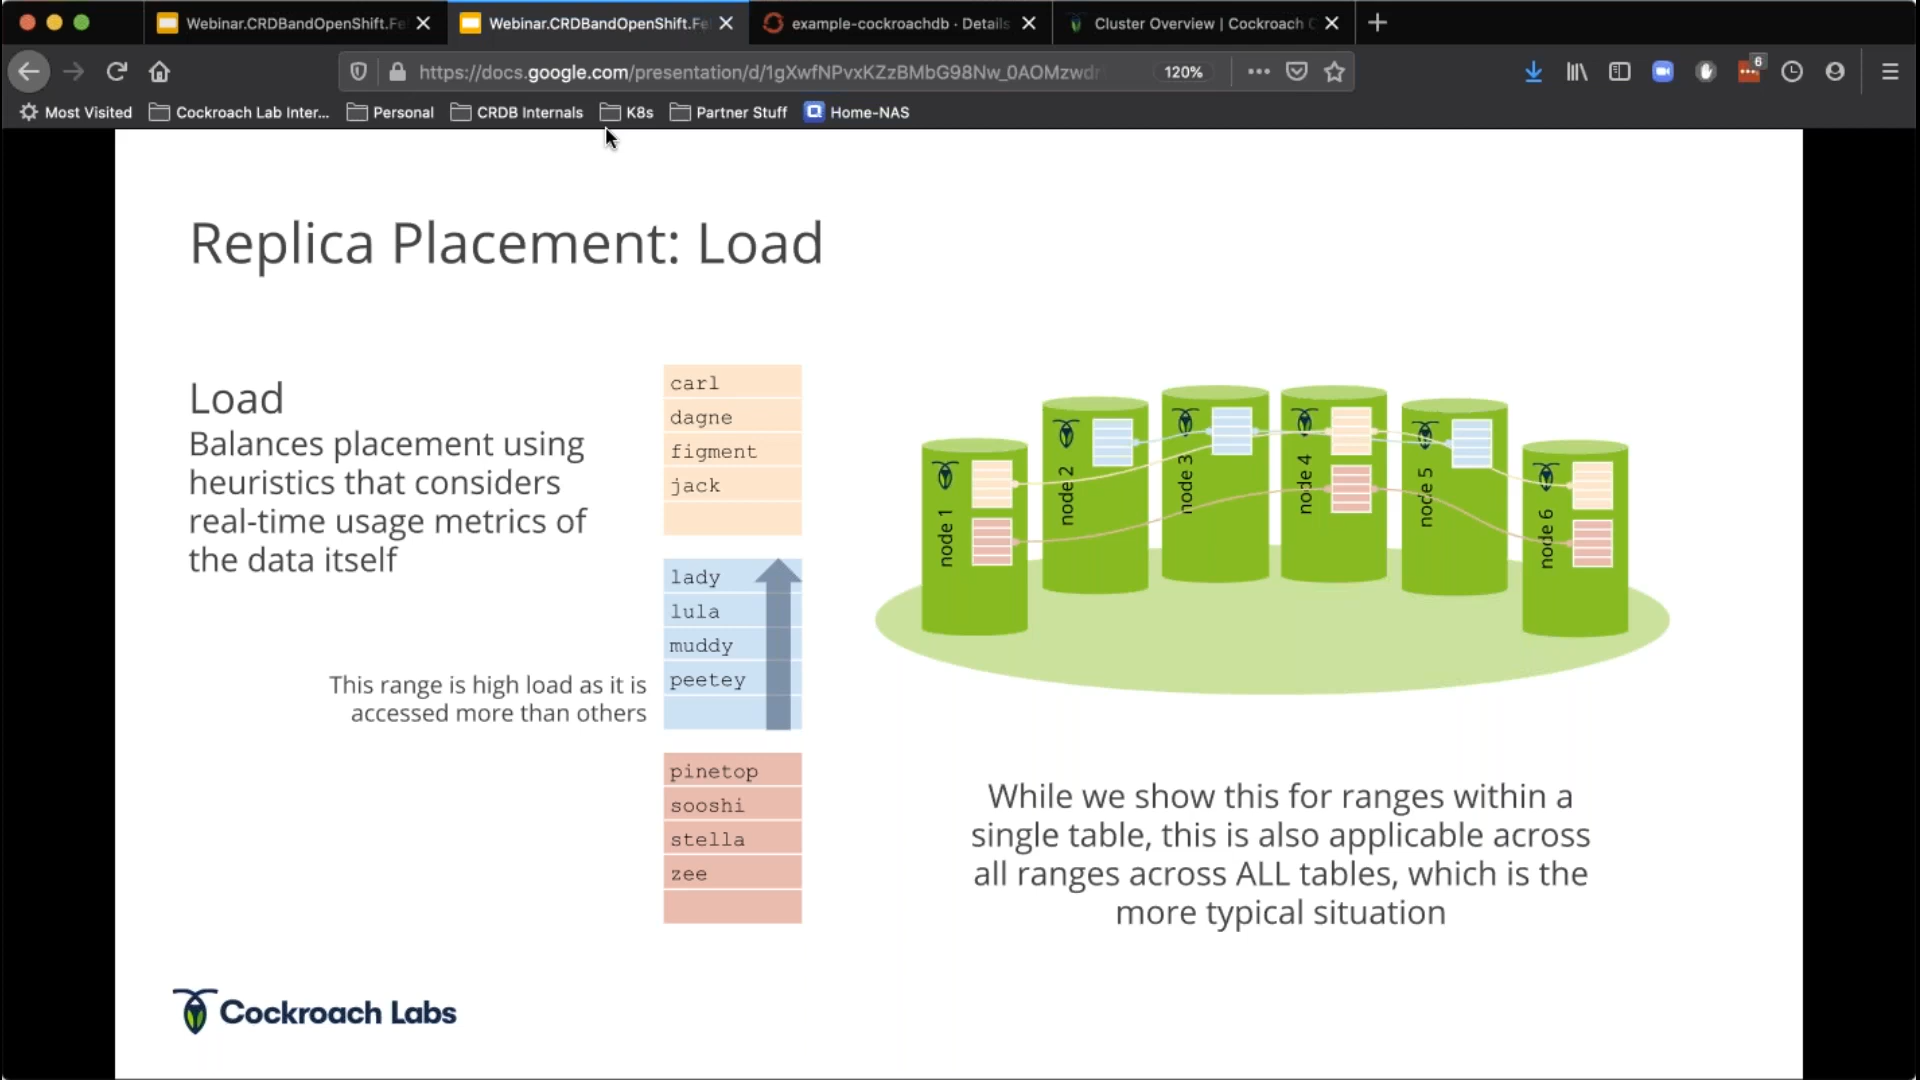 Webinar.CRDBandOpenShift.Fe
Webinar.CRDBandOpenShift.Fe
example-cockroachdb · Details
Cluster Overview | Cockroach C
https://docs.google.com/presentation/d/1gXwfNPvxKZzBMbG98Nw_0AOMzwdr
120%
6
Most Visited
Cockroach Lab Inter...
Personal
CRDB Internals
K8s
Partner Stuff
Home-NAS
Replica Placement: Load
Load
Balances placement using
heuristics that considers
real-time usage metrics of
the data itself
This range is high load as it is
accessed more than others
carl
dagne
figment
jack
lady
lula
muddy
peetey
pinetop
sooshi
stella
zee
node 1
node 2
node 3
node 4
node 5
node 6
While we show this for ranges within a
single table, this is also applicable across
all ranges across ALL tables, which is the
more typical situation
Cockroach Labs